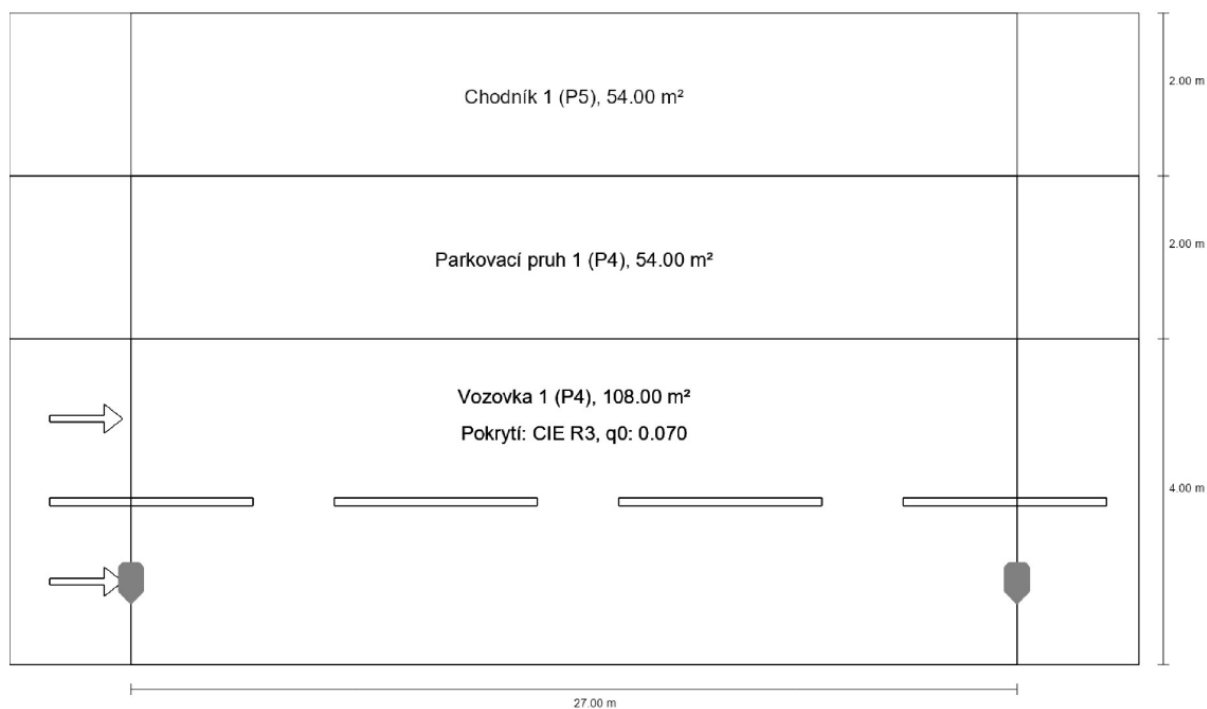 Chodník 1 (P5), 54.00 m²
2.00 m
Parkovací pruh 1 (P4), 54.00 m²
2.00 m
Vozovka 1 (P4), 108.00 m²
Pokrytí: CIE R3, q0: 0.070
4.00 m
27.00 m